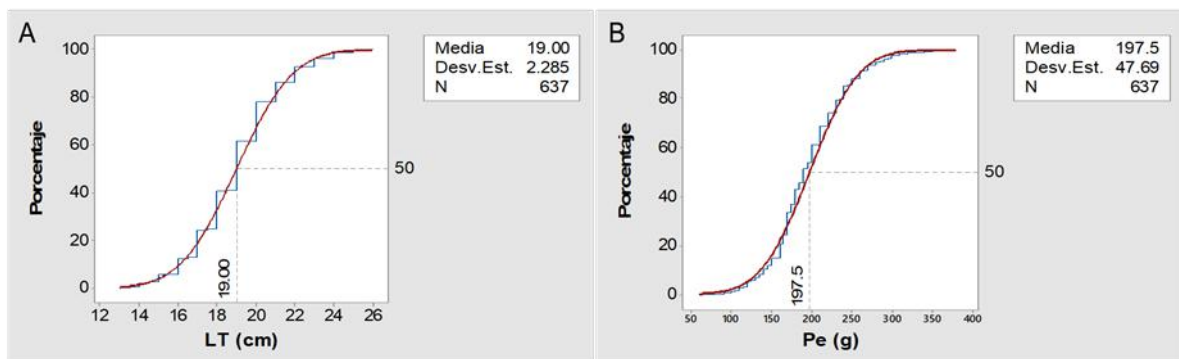 A
Porcentaje
100
80
60
40
20
0
12 14 16 18 20 22 24 26
LT (cm)
19.00
50
Media 19.00
Desv.Est. 2.285
N 637
B
Porcentaje
100
80
60
40
20
0
50 100 150 200 250 300 350 400
Pe (g)
197.5
50
Media 197.5
Desv.Est. 47.69
N 637